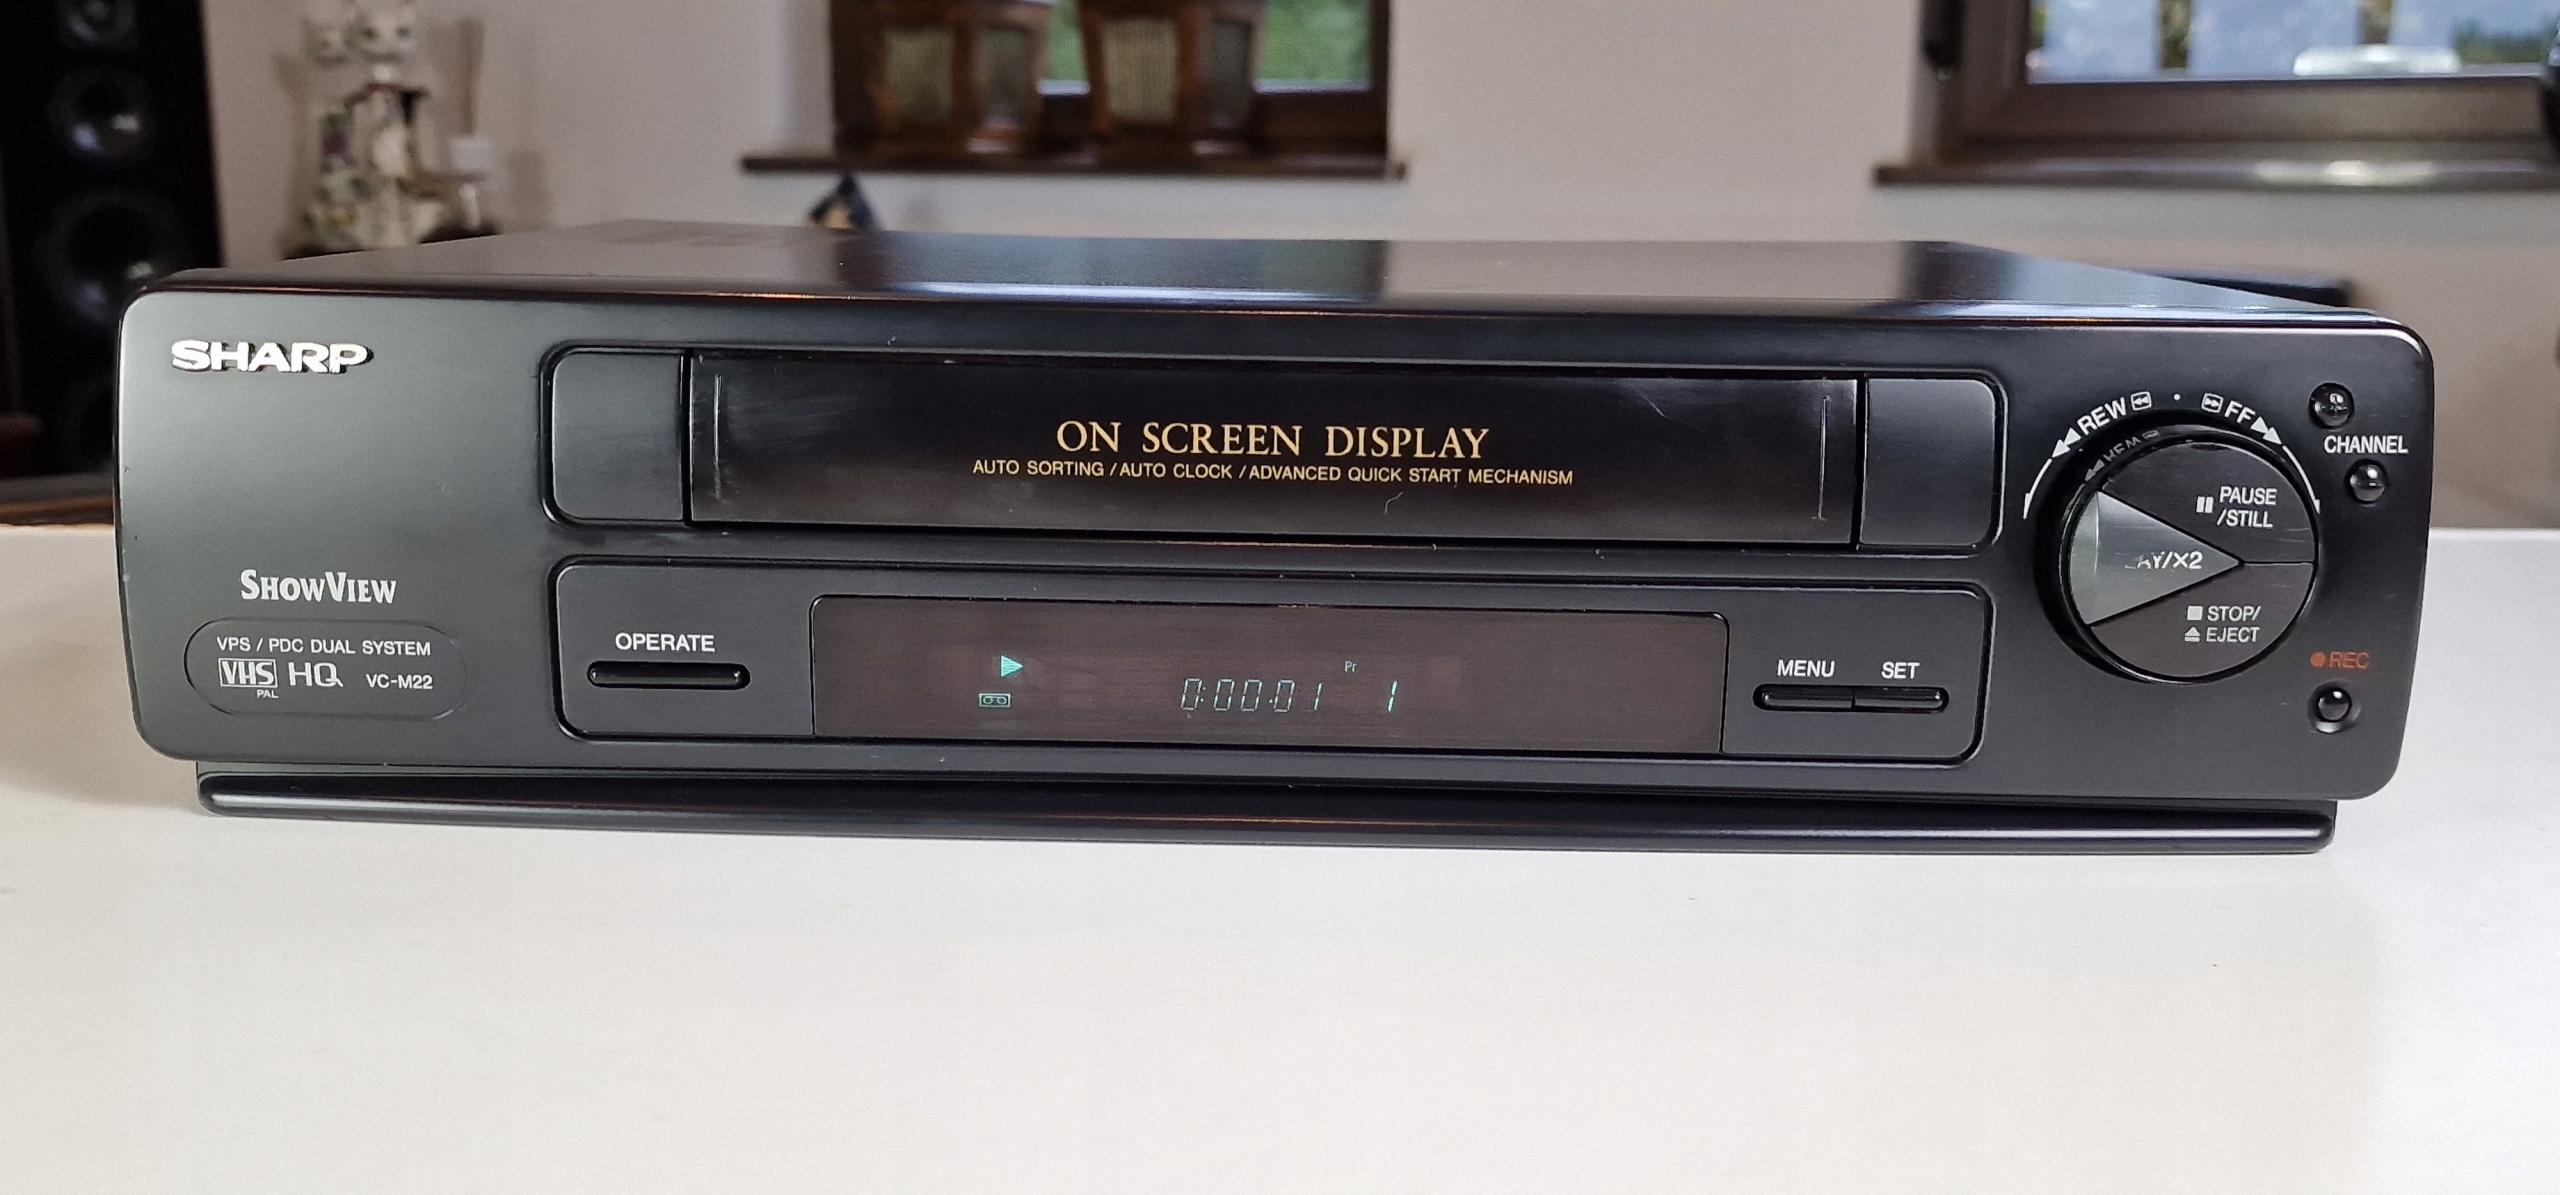 SHARP
ON SCREEN DISPLAY
AUTO SORTING / AUTO CLOCK / ADVANCED QUICK START MECHANISM
REW
FF
CHANNEL
PAUSE
/STILL
AY/X2
STOP/
EJECT
REC
SHOWVIEW
VPS / PDC DUAL SYSTEM
VHS HQ VC-M22
PAL
OPERATE
Pr
0:00:01 1
MENU SET